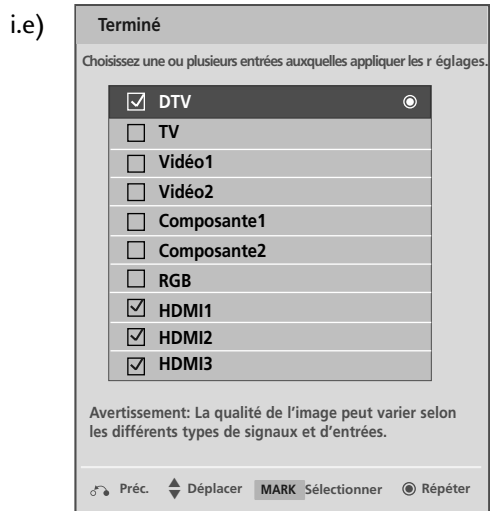 i.e)
Terminé
Choisissez une ou plusieurs entrées auxquelles appliquer les r églages.
DTV
TV
Vidéo1
Vidéo2
Composante1
Composante2
RGB
HDMI1
HDMI2
HDMI3
Avertissement: La qualité de l'image peut varier selon
les différents types de signaux et d'entrées.
Préc. Déplacer MARK Sélectionner Répéter